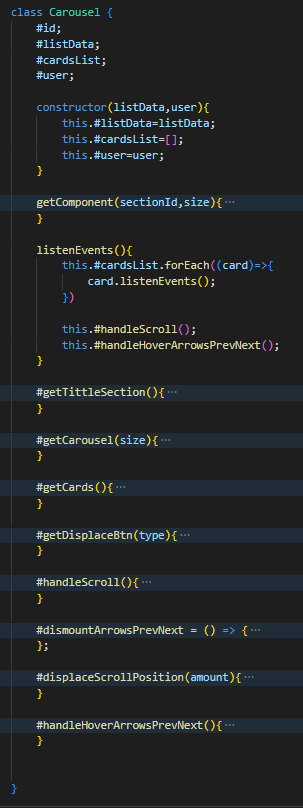 class Carousel {
#id;
#listData;
#cardsList;
#user;
constructor(listData,user){
this.#listData=listData;
this.#cardsList=[];
this.#user=user;
}
getComponent(sectionId,size){ ···
}
listenEvents(){
this.#cardsList.forEach((card)=>{
card.listenEvents();
})
this.#handleScroll();
this.#handleHoverArrowsPrevNext();
}
#getTittleSection(){ ···
}
#getCarousel(size){ ···
}
#getCards(){ ···
}
#getDisplaceBtn(type){ ···
}
#handleScroll(){ ···
}
#dismountArrowsPrevNext = () => { ···
};
#displaceScrollPosition(amount){ ···
}
#handleHoverArrowsPrevNext(){ ···
}
}